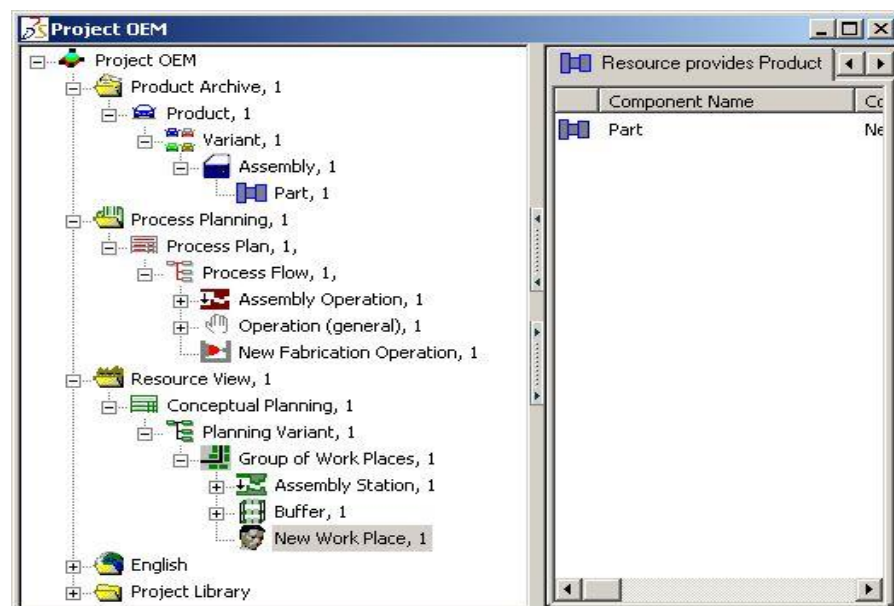 Project OEM
Project OEM
Product Archive, 1
Product, 1
Variant, 1
Assembly, 1
Part, 1
Process Planning, 1
Process Plan, 1,
Process Flow, 1,
Assembly Operation, 1
Operation (general), 1
New Fabrication Operation, 1
Resource View, 1
Conceptual Planning, 1
Planning Variant, 1
Group of Work Places, 1
Assembly Station, 1
Buffer, 1
New Work Place, 1
English
Project Library
Resource provides Product
Component Name
Part
Ne